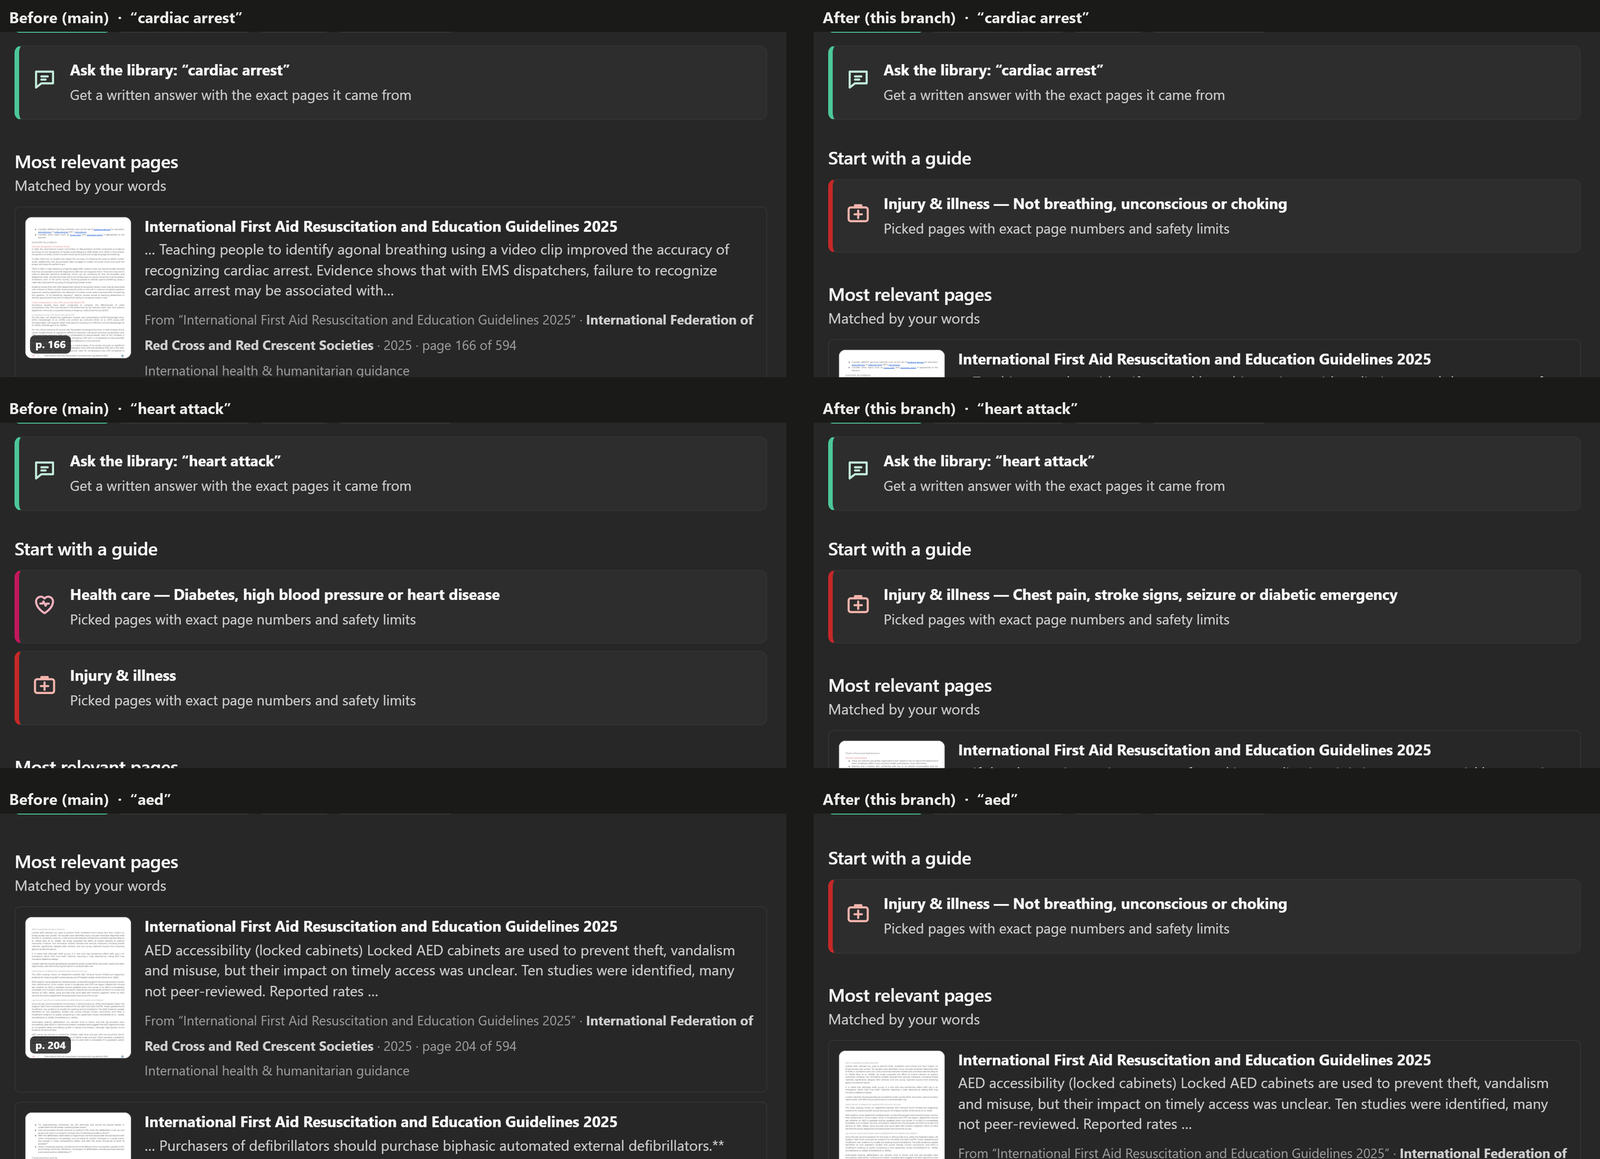 Before (main) · “cardiac arrest”
Ask the library: “cardiac arrest”
Get a written answer with the exact pages it came from
Most relevant pages
Matched by your words
International First Aid Resuscitation and Education Guidelines 2025
... Teaching people to identify agonal breathing using a video clip improved the accuracy of
recognizing cardiac arrest. Evidence shows that with EMS dispatchers, failure to recognize
cardiac arrest may be associated with...
From “International First Aid Resuscitation and Education Guidelines 2025” · International Federation of
Red Cross and Red Crescent Societies · 2025 · page 166 of 594
International health & humanitarian guidance
p. 166
After (this branch) · “cardiac arrest”
Ask the library: “cardiac arrest”
Get a written answer with the exact pages it came from
Start with a guide
Injury & illness — Not breathing, unconscious or choking
Picked pages with exact page numbers and safety limits
Most relevant pages
Matched by your words
International First Aid Resuscitation and Education Guidelines 2025
Before (main) · “heart attack”
Ask the library: “heart attack”
Get a written answer with the exact pages it came from
Start with a guide
Health care — Diabetes, high blood pressure or heart disease
Picked pages with exact page numbers and safety limits
Injury & illness
Picked pages with exact page numbers and safety limits
Most relevant pages
After (this branch) · “heart attack”
Ask the library: “heart attack”
Get a written answer with the exact pages it came from
Start with a guide
Injury & illness — Chest pain, stroke signs, seizure or diabetic emergency
Picked pages with exact page numbers and safety limits
Most relevant pages
Matched by your words
International First Aid Resuscitation and Education Guidelines 2025
Before (main) · “aed”
Most relevant pages
Matched by your words
International First Aid Resuscitation and Education Guidelines 2025
AED accessibility (locked cabinets) Locked AED cabinets are used to prevent theft, vandalism
and misuse, but their impact on timely access was unclear. Ten studies were identified, many
not peer-reviewed. Reported rates ...
From “International First Aid Resuscitation and Education Guidelines 2025” · International Federation of
Red Cross and Red Crescent Societies · 2025 · page 204 of 594
International health & humanitarian guidance
p. 204
International First Aid Resuscitation and Education Guidelines 2025
... Purchasers of defibrillators should purchase biphasic automated external defibrillators.**
After (this branch) · “aed”
Start with a guide
Injury & illness — Not breathing, unconscious or choking
Picked pages with exact page numbers and safety limits
Most relevant pages
Matched by your words
International First Aid Resuscitation and Education Guidelines 2025
AED accessibility (locked cabinets) Locked AED cabinets are used to prevent theft, vandalism
and misuse, but their impact on timely access was unclear. Ten studies were identified, many
not peer-reviewed. Reported rates ...
From “International First Aid Resuscitation and Education Guidelines 2025” · International Federation of